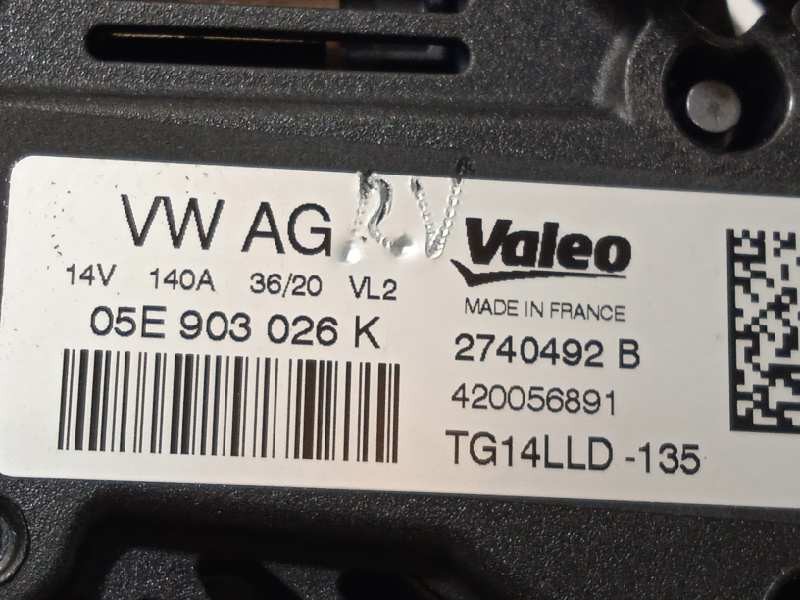 VW AG
R.V
14V 140A 36/20 VL2
05E 903 026 K
Valeo
MADE IN FRANCE
2740492 B
420056891
TG14LLD -135